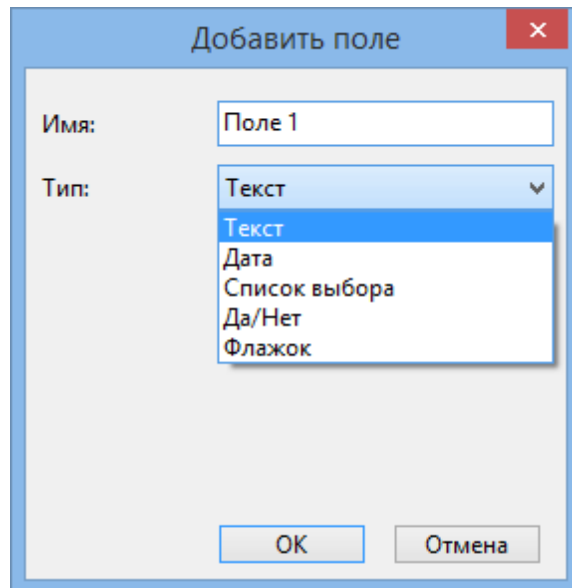 Добавить поле
Имя: Поле 1
Тип: Текст
Текст
Дата
Список выбора
Да/Нет
Флажок
OK Отмена